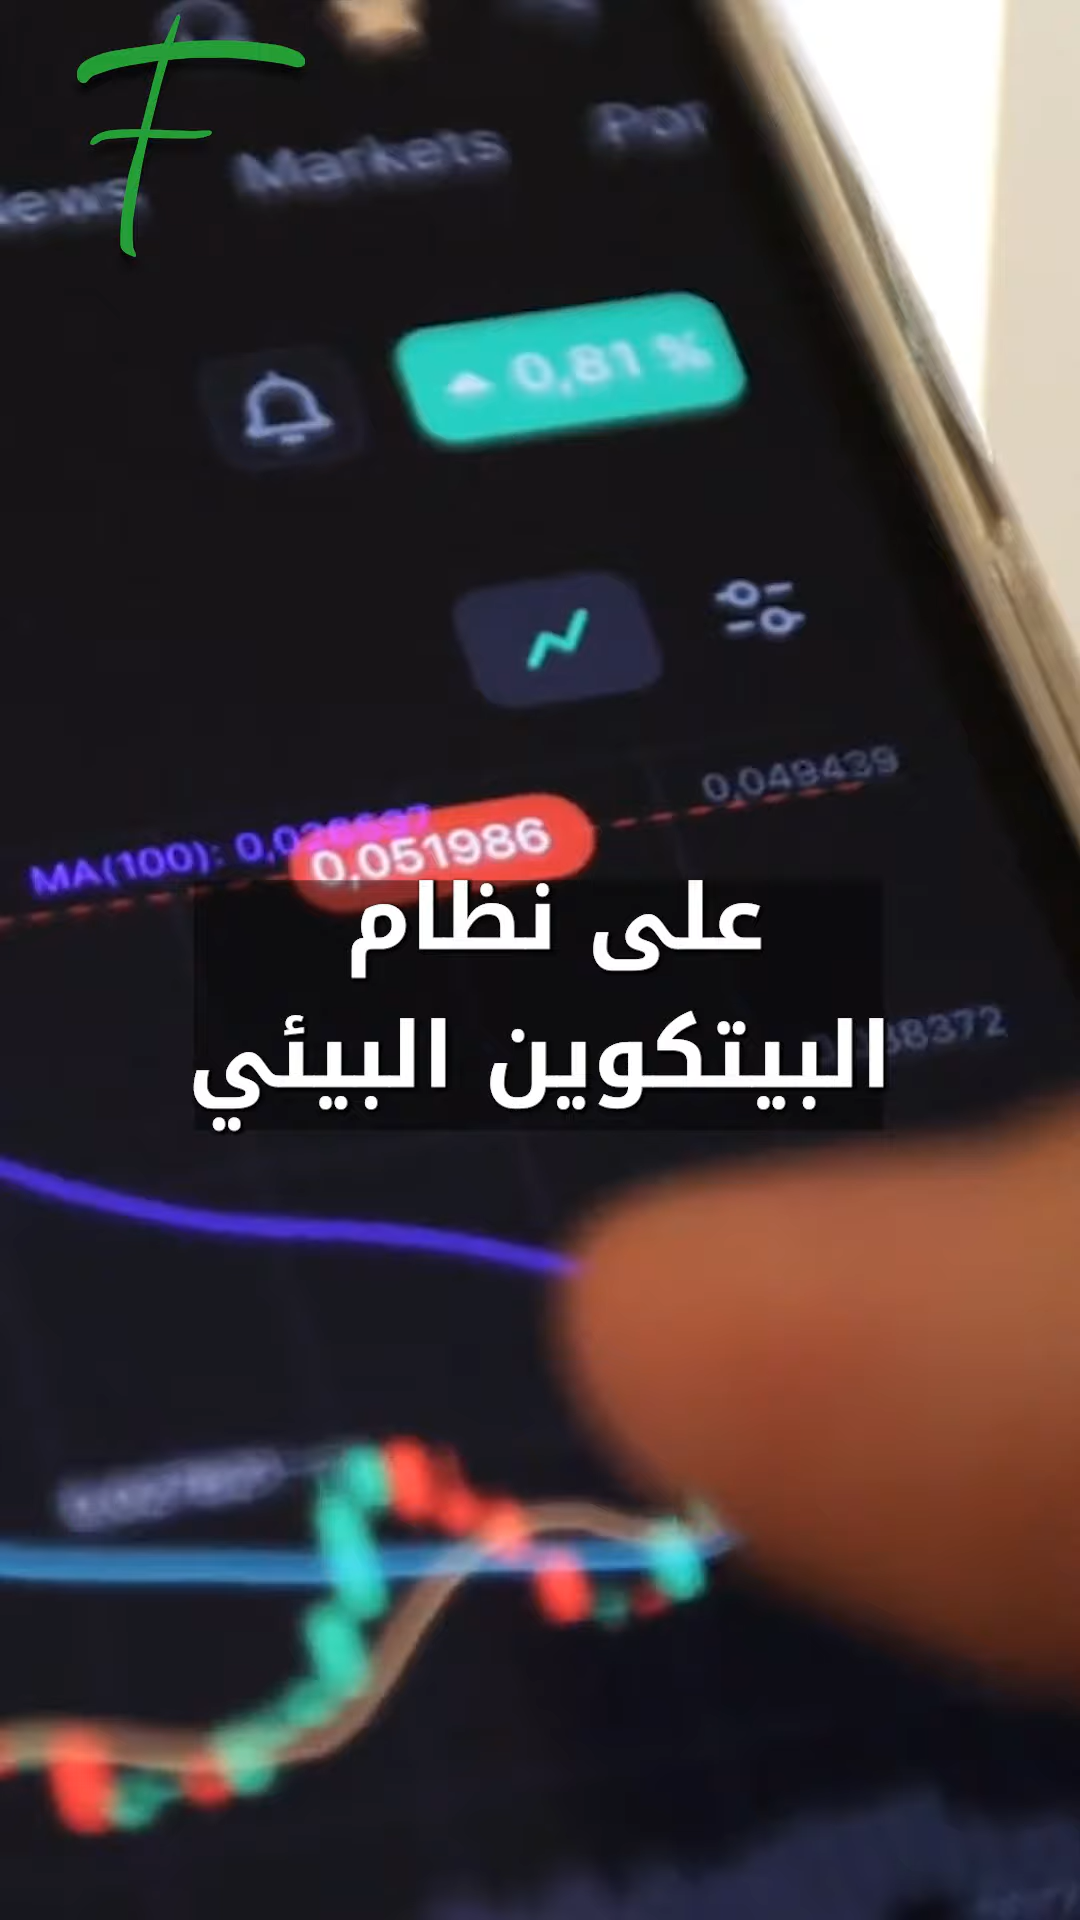 Markets
0,81 %
0,049439
MA(100):
0,051986
على نظام
البيتكوين البيئي